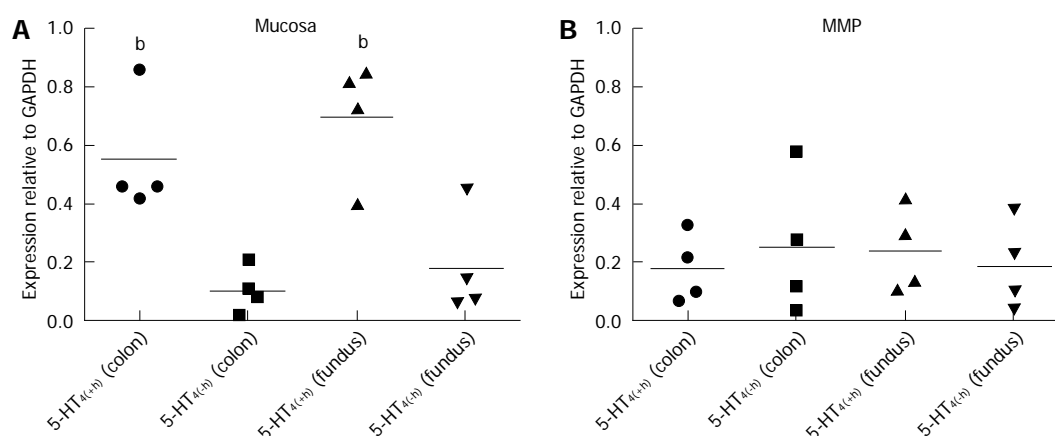 A
Mucosa
Expression relative to GAPDH
1.0
0.8
0.6
0.4
0.2
0.0
b
b
5-HT4(+h) (colon)
5-HT4(-h) (colon)
5-HT4(+h) (fundus)
5-HT4(-h) (fundus)
B
MMP
Expression relative to GAPDH
1.0
0.8
0.6
0.4
0.2
0.0
5-HT4(+h) (colon)
5-HT4(-h) (colon)
5-HT4(+h) (fundus)
5-HT4(-h) (fundus)